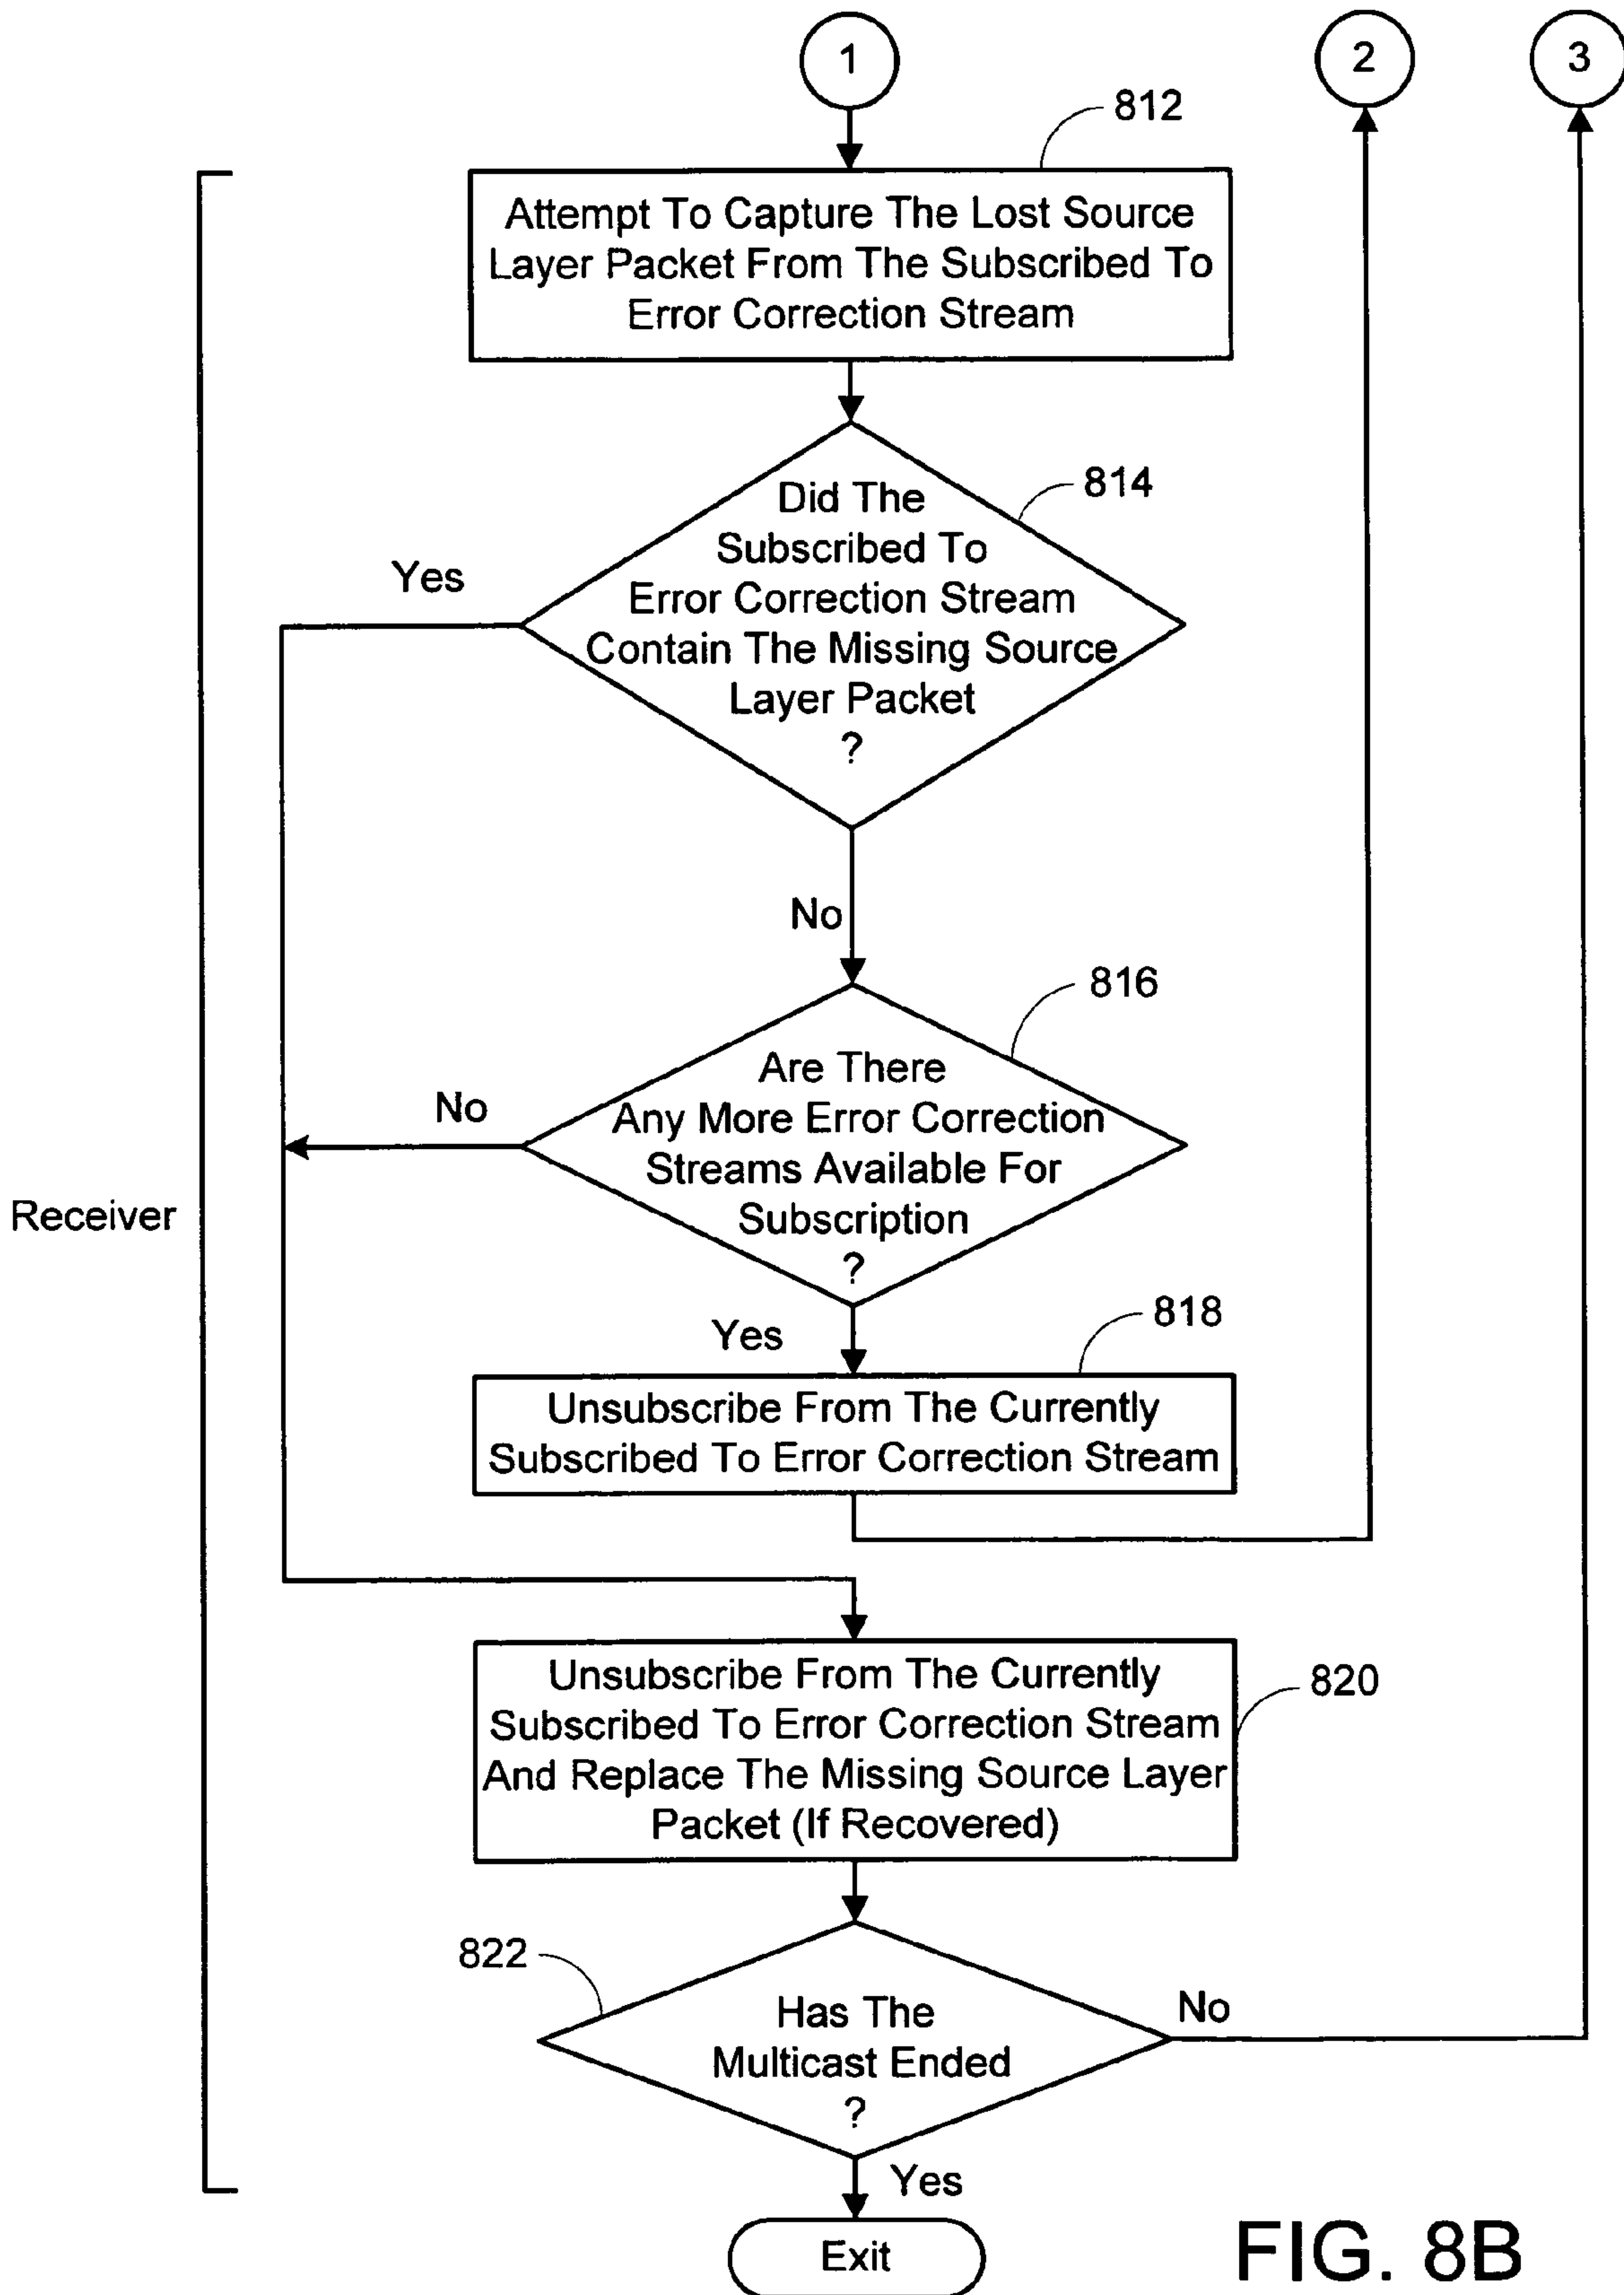 1
2
3
812
Attempt To Capture The Lost Source
Layer Packet From The Subscribed To
Error Correction Stream
814
Did The
Subscribed To
Error Correction Stream
Contain The Missing Source
Layer Packet
?
Yes
No
816
Are There
Any More Error Correction
Streams Available For
Subscription
?
No
Receiver
Yes
818
Unsubscribe From The Currently
Subscribed To Error Correction Stream
820
Unsubscribe From The Currently
Subscribed To Error Correction Stream
And Replace The Missing Source Layer
Packet (If Recovered)
822
Has The
Multicast Ended
?
No
Yes
Exit
FIG. 8B